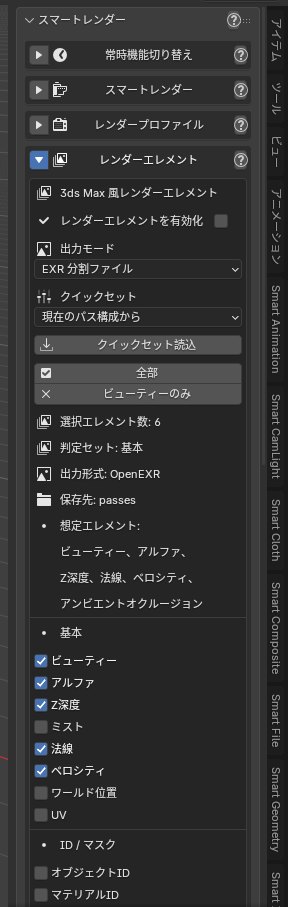 スマートレンダー
常時機能切り替え
スマートレンダー
レンダープロファイル
レンダーエレメント
3ds Max 風レンダーエレメント
レンダーエレメントを有効化
出力モード
EXR 分割ファイル
クイックセット
現在のパス構成から
クイックセット読込
全部
ビューティーのみ
選択エレメント数: 6
判定セット: 基本
出力形式: OpenEXR
保存先: passes
想定エレメント:
ビューティー、アルファ、
Z深度、法線、ベロシティ、
アンビエントオクルージョン
基本
ビューティー
アルファ
Z深度
ミスト
法線
ベロシティ
ワールド位置
UV
ID / マスク
オブジェクトID
マテリアルID
アイテム
ツール
ビュー
アニメーション
Smart Animation
Smart CamLight
Smart Cloth
Smart Composite
Smart File
Smart Geometry
Smart